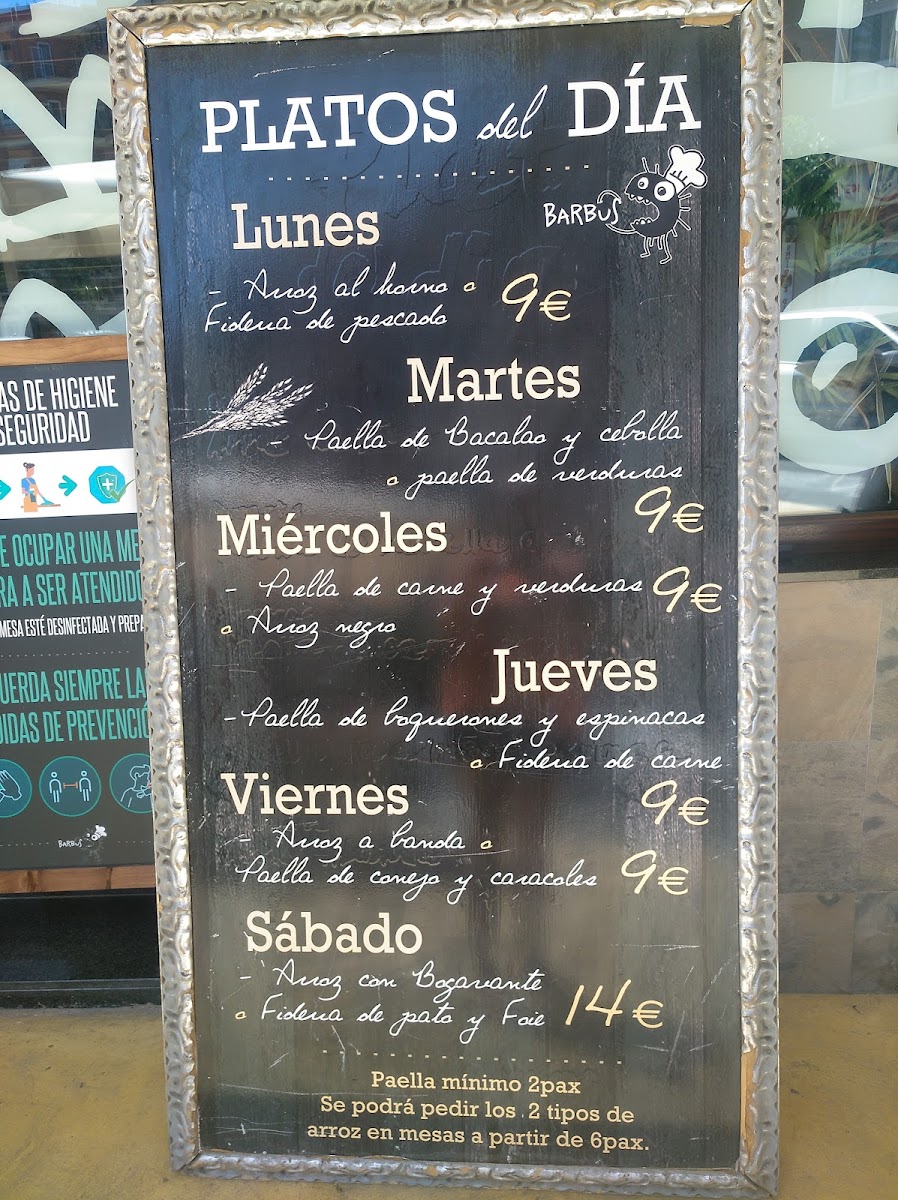 PLATOS del DÍA
BARBUS
Lunes
- Arroz al horno o
Fideua de pescado
9€
Martes
- Paella de Bacalao y cebolla
o paella de verduras
9€
Miércoles
- Paella de carne y verduras 9€
o Arroz negro
Jueves
- Paella de boquerones y espinacas
o Fideua de carne
9€
Viernes
- Arroz a banda o
Paella de conejo y caracoles 9€
Sábado
- Arroz con Bogavante
o Fideua de pato y Foie 14€
Paella mínimo 2pax
Se podrá pedir los 2 tipos de
arroz en mesas a partir de 6pax.
AS DE HIGIENE
SEGURIDAD
E OCUPAR UNA ME
RA A SER ATENDIDO
MESA ESTÉ DESINFECTADA Y PREPA
UERDA SIEMPRE LA
DIDAS DE PREVENCIÓ
BARBUS